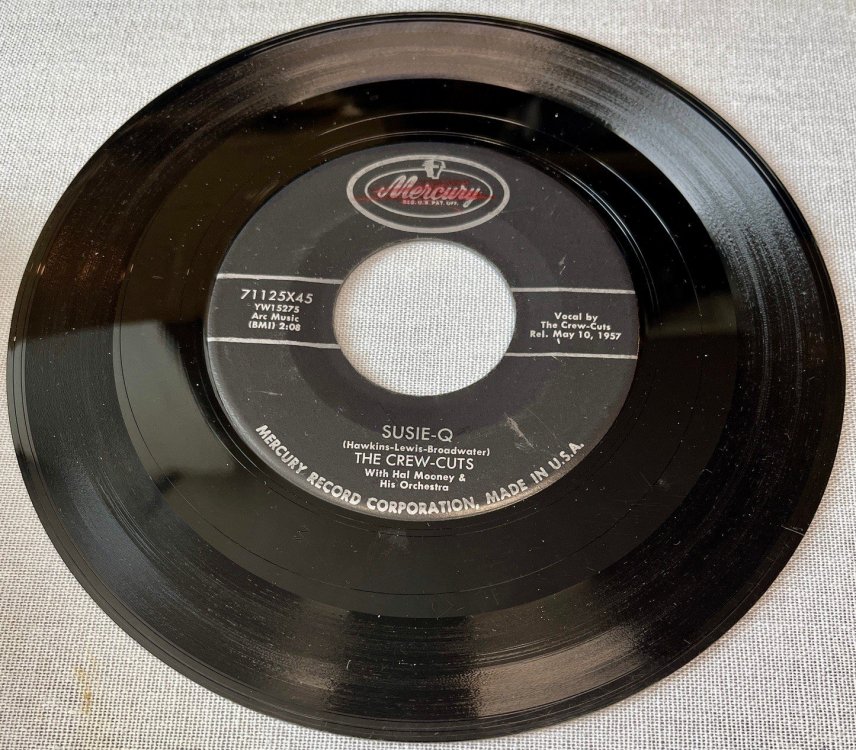 Mercury
REG. U.S. PAT. OFF.
71125X45
YW15275
Arc Music
(BMI) 2:08
Vocal by
The Crew-Cuts
Rel. May 10, 1957
SUSIE-Q
(Hawkins-Lewis-Broadwater)
THE CREW-CUTS
With Hal Mooney &
His Orchestra
MERCURY RECORD CORPORATION, MADE IN U.S.A.